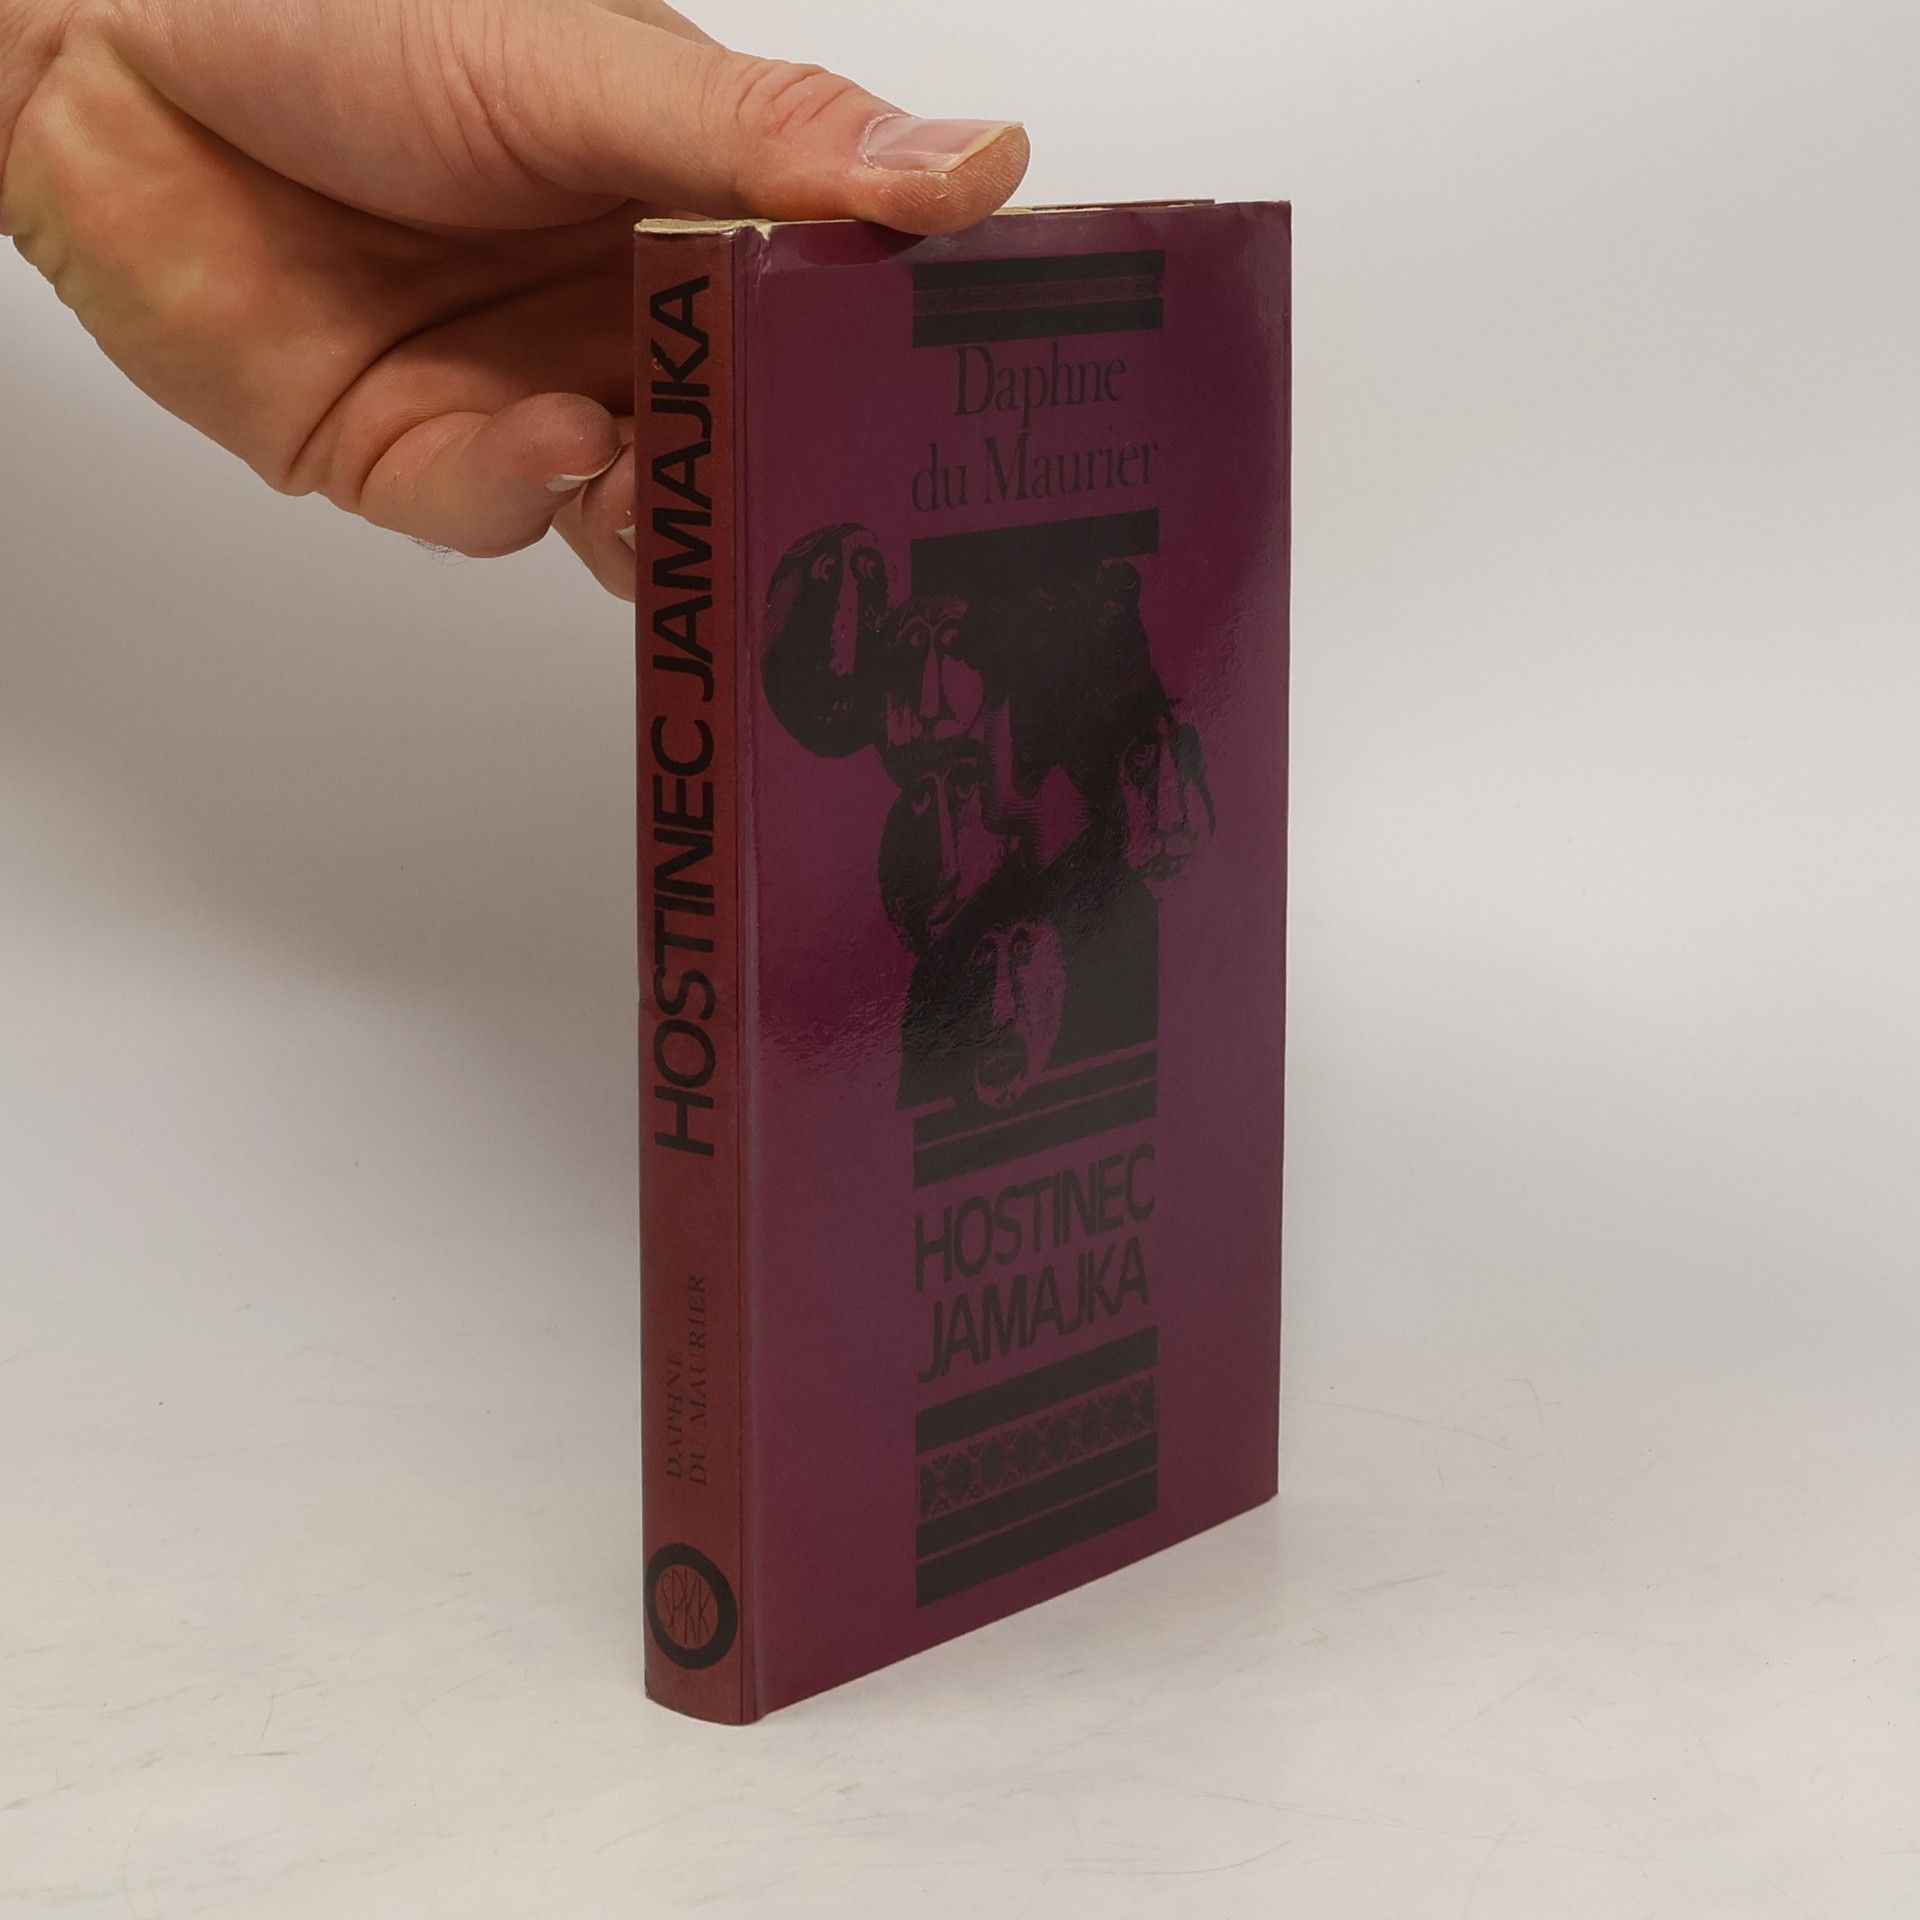 HOSTINEC JAMAJKA
DAPHNE
DU MAURIER
SPKK
Daphne
du Maurier
HOSTINEC
JAMAJKA